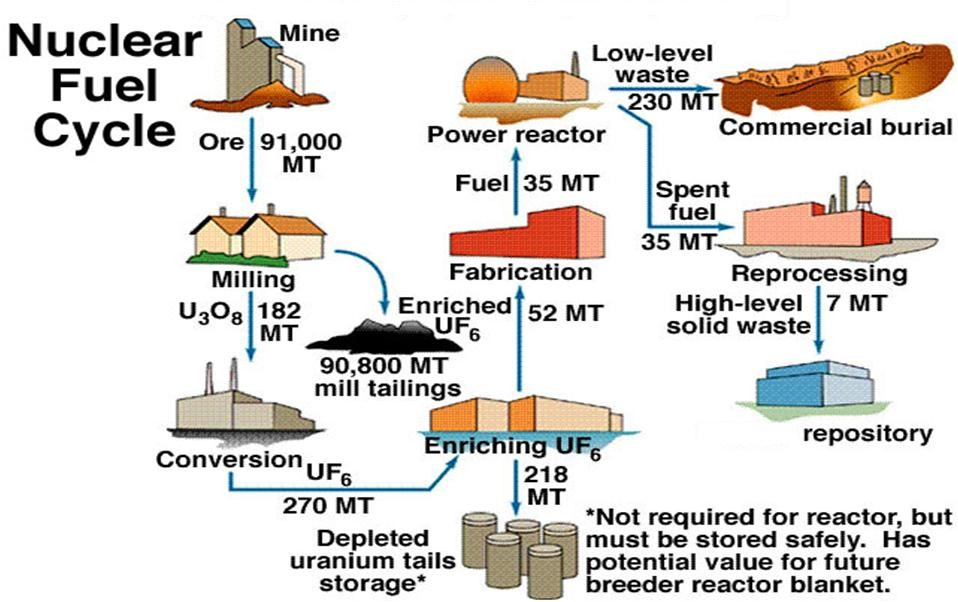 Nuclear
Fuel
Cycle
Mine
Ore 91,000
MT
Milling
U3O8 182
MT
90,800 MT
mill tailings
Conversion
UF6
270 MT
Enriching UF6
218
MT
Depleted
uranium tails
storage*
*Not required for reactor, but
must be stored safely. Has
potential value for future
breeder reactor blanket.
Enriched
UF6
52 MT
Fabrication
Fuel 35 MT
Power reactor
Low-level
waste
230 MT
Commercial burial
Spent
fuel
35 MT
Reprocessing
High-level
solid waste
7 MT
repository